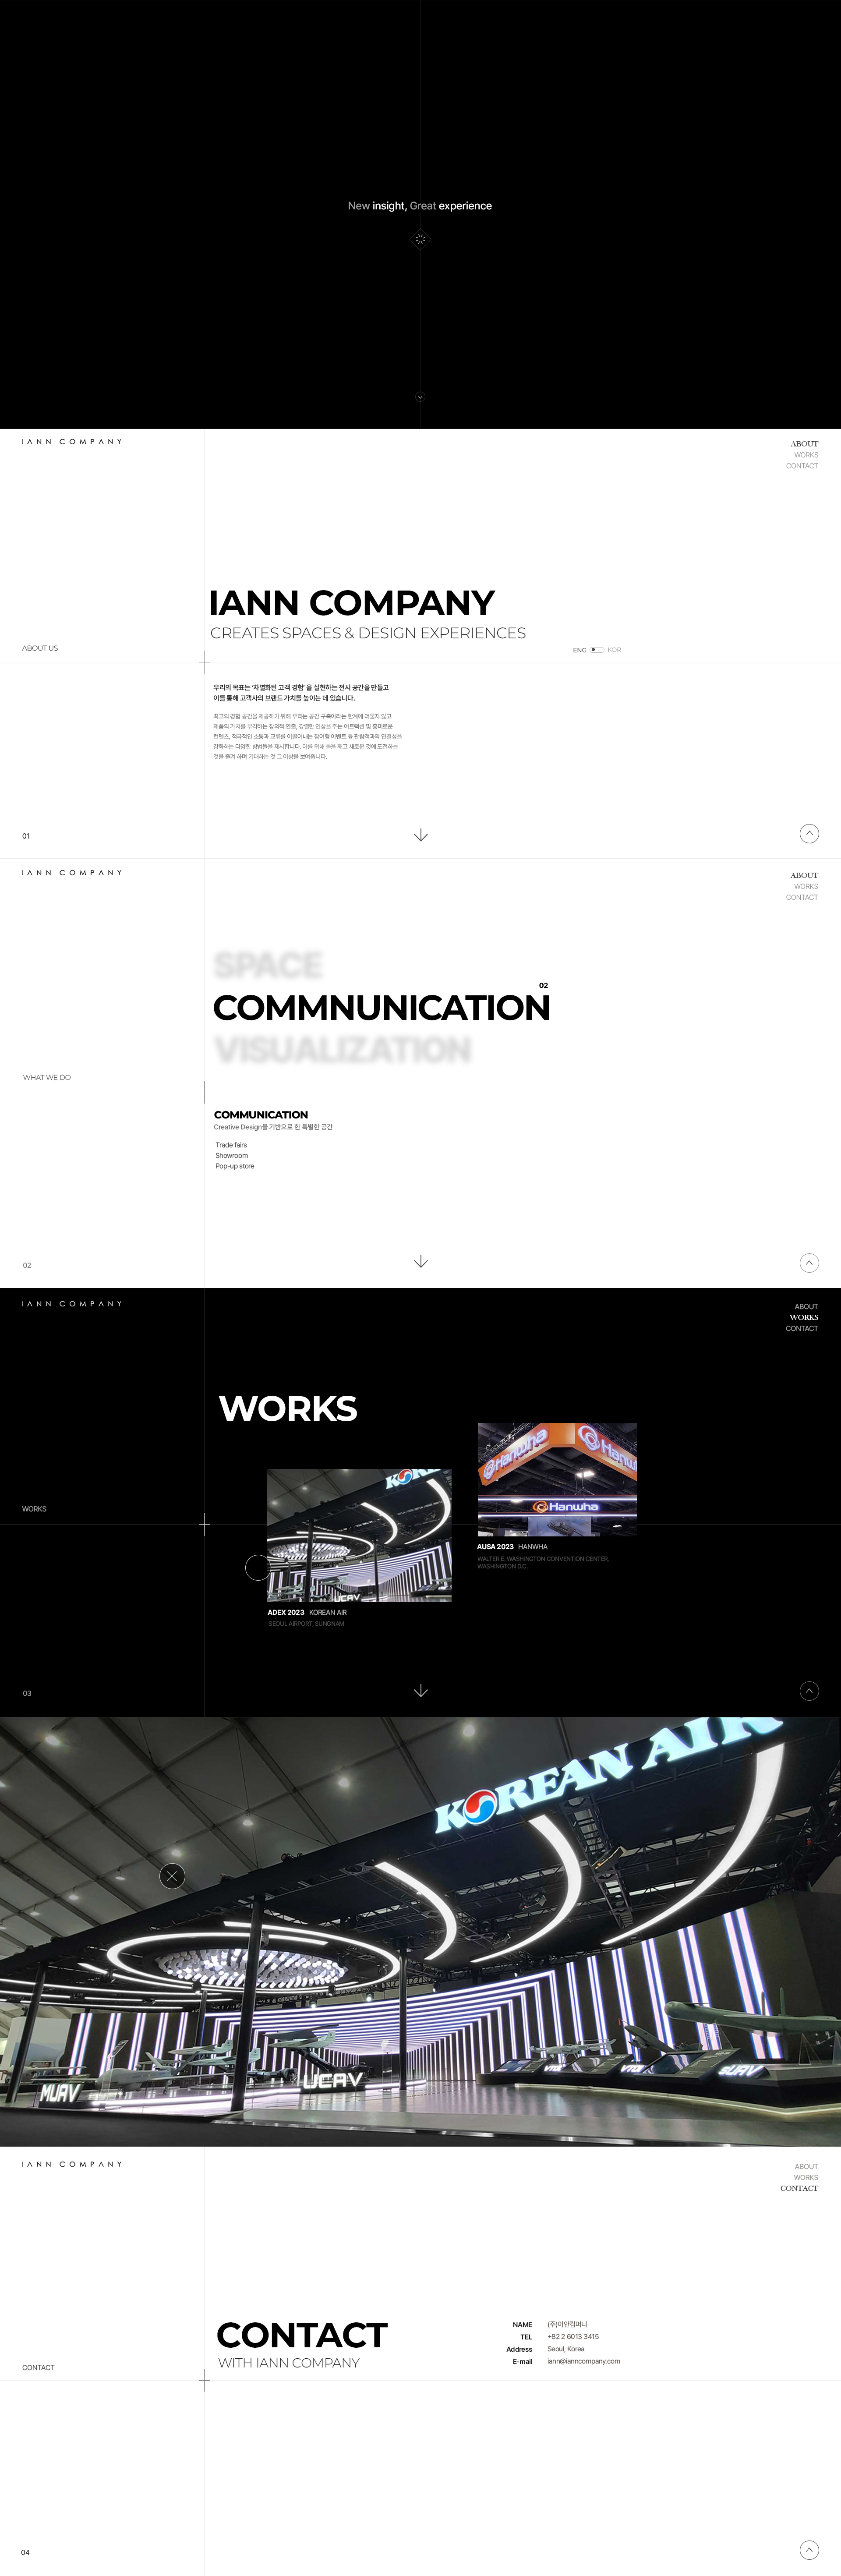 New insight, Great experience
IANN COMPANY
ABOUT
WORKS
CONTACT
IANN COMPANY
CREATES SPACES & DESIGN EXPERIENCES
ABOUT US
ENG KOR
우리의 목표는 '차별화된 고객 경험' 을 실현하는 전시 공간을 만들고
이를 통해 고객사의 브랜드 가치를 높이는 데 있습니다.
최고의 경험 공간을 제공하기 위해 우리는 공간 구축이라는 한계에 머물지 않고
제품의 가치를 부각하는 창의적 연출, 강렬한 인상을 주는 어트랙션 및 흥미로운
컨텐츠, 적극적인 소통과 교류를 이끌어내는 참여형 이벤트 등 관람객과의 연결성을
강화하는 다양한 방법들을 제시합니다. 이를 위해 틀을 깨고 새로운 것에 도전하는
것을 즐겨 하며 기대하는 것 그 이상을 보여줍니다.
01
IANN COMPANY
ABOUT
WORKS
CONTACT
SPACE
02
COMMNUNICATION
VISUALIZATION
WHAT WE DO
COMMUNICATION
Creative Design을 기반으로 한 특별한 공간
Trade fairs
Showroom
Pop-up store
02
IANN COMPANY
ABOUT
WORKS
CONTACT
WORKS
Hanwha
Hanwha
Hanwha
WORKS
UCAV
AUSA 2023 HANWHA
WALTER E. WASHINGTON CONVENTION CENTER,
WASHINGTON D.C.
ADEX 2023 KOREAN AIR
SEOUL AIRPORT, SUNGNAM
03
KOREAN AIR
MUAV
UCAV
VTOL
VTOL
SUAV
IANN COMPANY
ABOUT
WORKS
CONTACT
CONTACT
WITH IANN COMPANY
NAME (주)이안컴퍼니
TEL +82 2 6013 3415
Address Seoul, Korea
E-mail iann@ianncompany.com
CONTACT
04